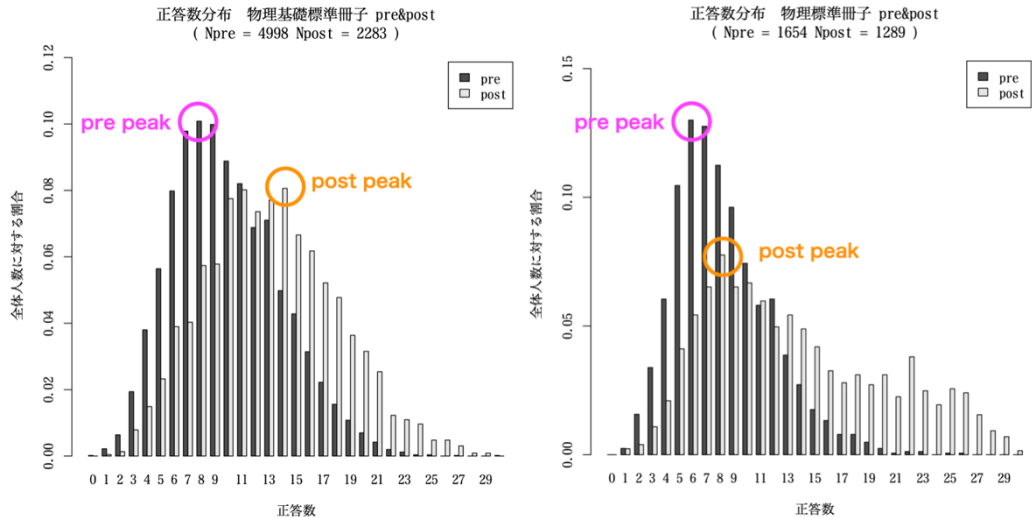 正答数分布　物理基礎標準冊子 pre&post
( Npre = 4998 Npost = 2283 )
0.12
0.10
0.08
0.06
0.04
0.02
0.00
全体人数に対する割合
pre
post
pre peak
post peak
0 1 2 3 4 5 6 7 8 9 11 13 15 17 19 21 23 25 27 29
正答数
正答数分布　物理標準冊子 pre&post
( Npre = 1654 Npost = 1289 )
0.15
0.10
0.05
0.00
全体人数に対する割合
pre
post
pre peak
post peak
0 1 2 3 4 5 6 7 8 9 11 13 15 17 19 21 23 25 27 29
正答数